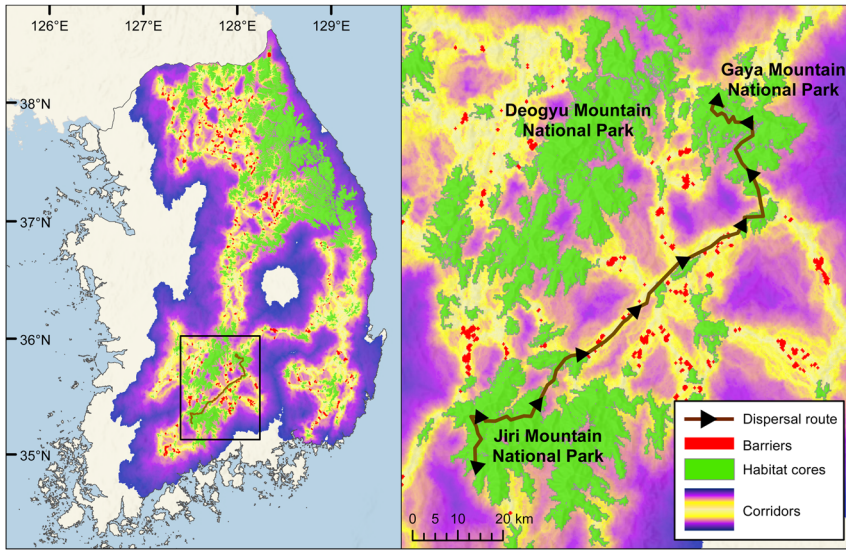 126°E
127°E
128°E
129°E
38°N
37°N
36°N
35°N
Gaya Mountain
National Park
Deogyu Mountain
National Park
Jiri Mountain
National Park
0 5 10 20 km
Dispersal route
Barriers
Habitat cores
Corridors